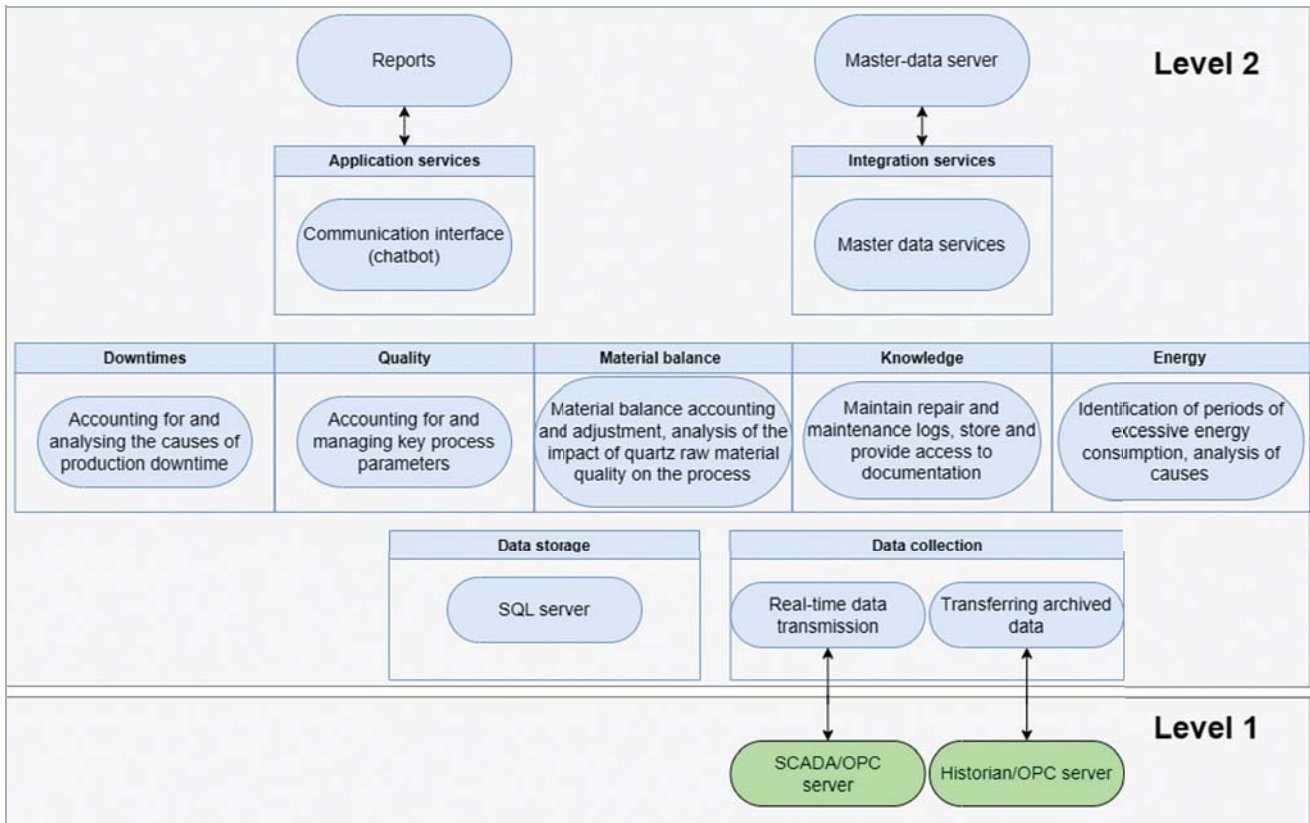 Reports
Master-data server
Level 2
Application services
Integration services
Communication interface
(chatbot)
Master data services
Downtimes
Quality
Material balance
Knowledge
Energy
Accounting for and
analysing the causes of
production downtime
Accounting for and
managing key process
parameters
Material balance accounting
and adjustment, analysis of the
impact of quartz raw material
quality on the process
Maintain repair and
maintenance logs, store and
provide access to
documentation
Identification of periods of
excessive energy
consumption, analysis of
causes
Data storage
Data collection
SQL server
Real-time data
transmission
Transferring archived
data
Level 1
SCADA/OPC
server
Historian/OPC server